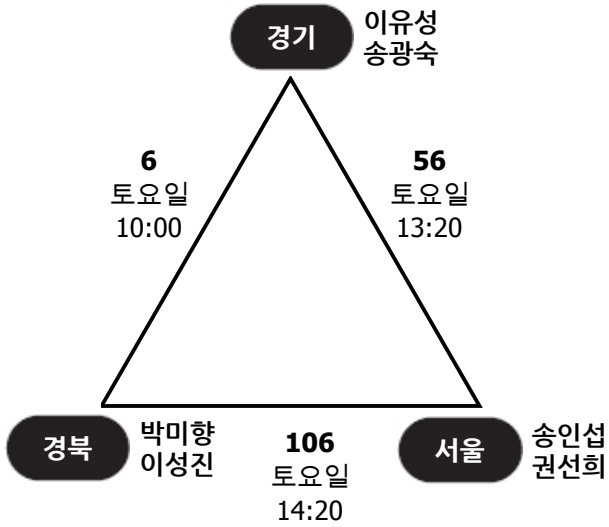 경기
이유성
송광숙
6
토요일
10:00
56
토요일
13:20
경북
박미향
이성진
106
토요일
14:20
서울
송인섭
권선희